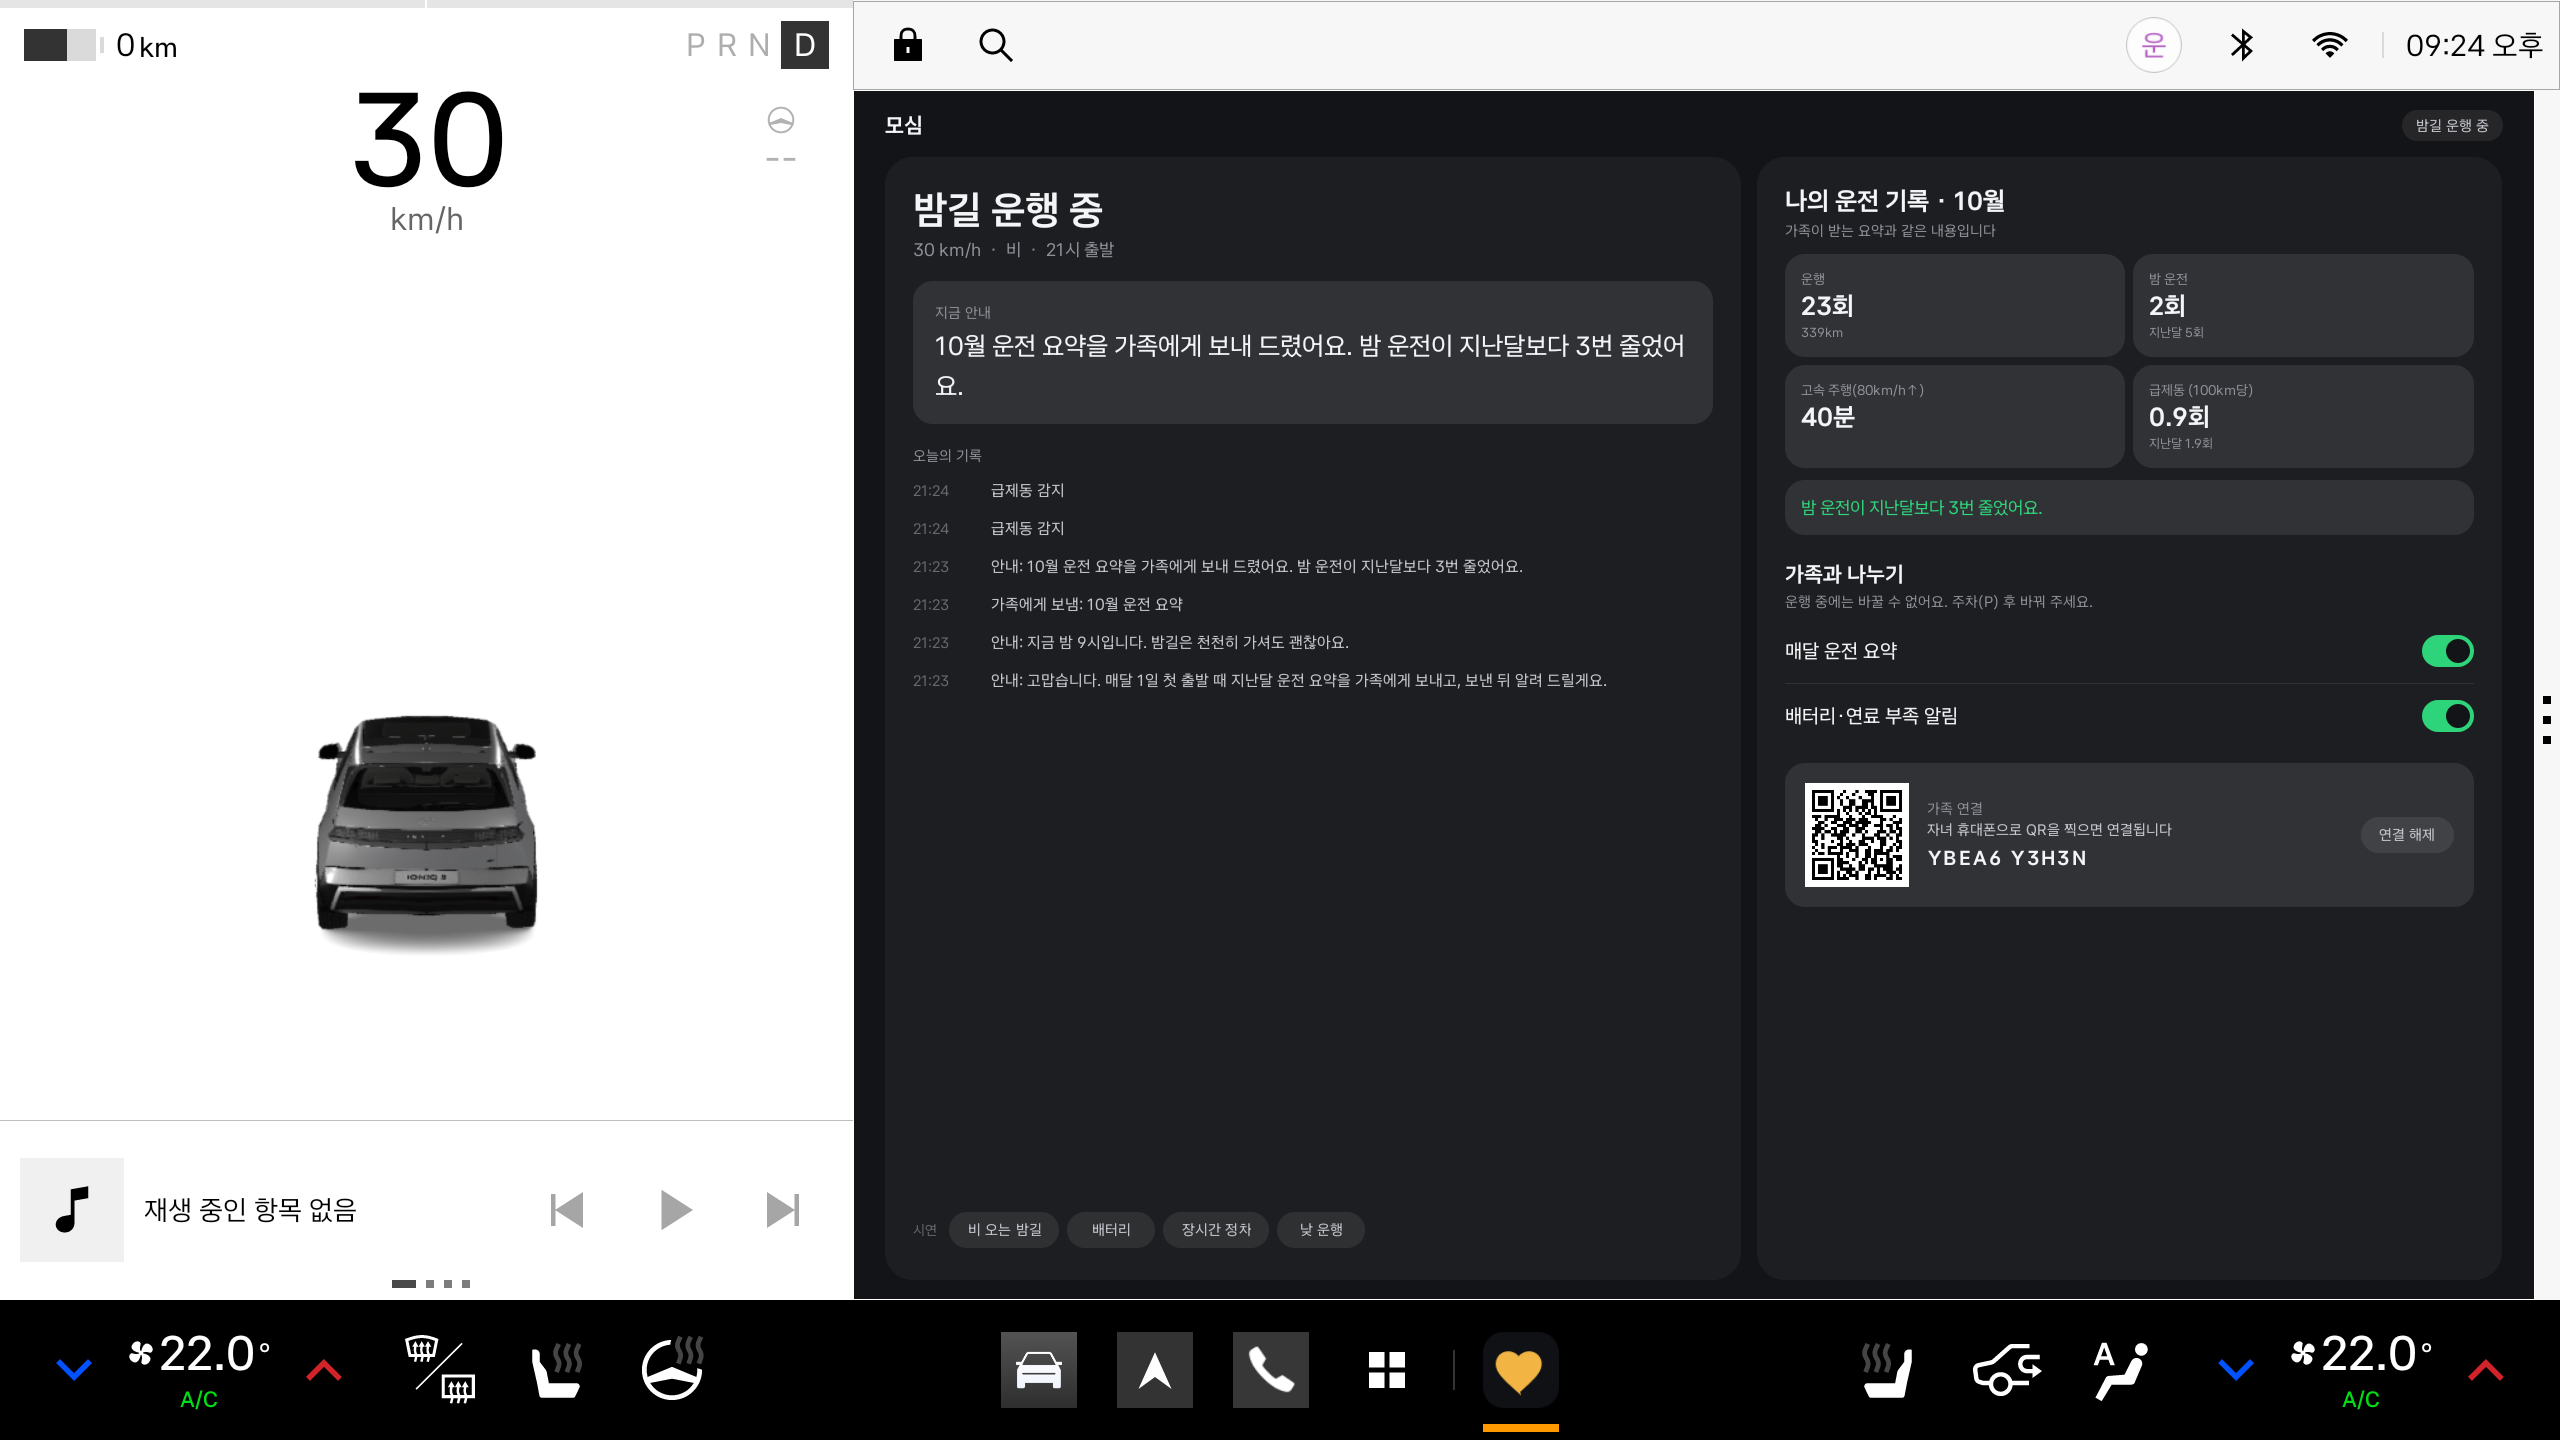 0 km
P R N D
30
km/h
--
재생 중인 항목 없음
운
09:24 오후
모심
밤길 운행 중
밤길 운행 중
30 km/h · 비 · 21시 출발
지금 안내
10월 운전 요약을 가족에게 보내 드렸어요. 밤 운전이 지난달보다 3번 줄었어
요.
오늘의 기록
21:24 급제동 감지
21:24 급제동 감지
21:23 안내: 10월 운전 요약을 가족에게 보내 드렸어요. 밤 운전이 지난달보다 3번 줄었어요.
21:23 가족에게 보냄: 10월 운전 요약
21:23 안내: 지금 밤 9시입니다. 밤길은 천천히 가셔도 괜찮아요.
21:23 안내: 고맙습니다. 매달 1일 첫 출발 때 지난달 운전 요약을 가족에게 보내고, 보낸 뒤 알려 드릴게요.
시연 비 오는 밤길 배터리 장시간 정차 낮 운행
나의 운전 기록 · 10월
가족이 받는 요약과 같은 내용입니다
운행
23회
339km
밤 운전
2회
지난달 5회
고속 주행(80km/h↑)
40분
급제동 (100km당)
0.9회
지난달 1.9회
밤 운전이 지난달보다 3번 줄었어요.
가족과 나누기
운행 중에는 바꿀 수 없어요. 주차(P) 후 바꿔 주세요.
매달 운전 요약
배터리·연료 부족 알림
가족 연결
자녀 휴대폰으로 QR을 찍으면 연결됩니다
YBEA6 Y3H3N
연결 해제
22.0°
A/C
A
22.0°
A/C